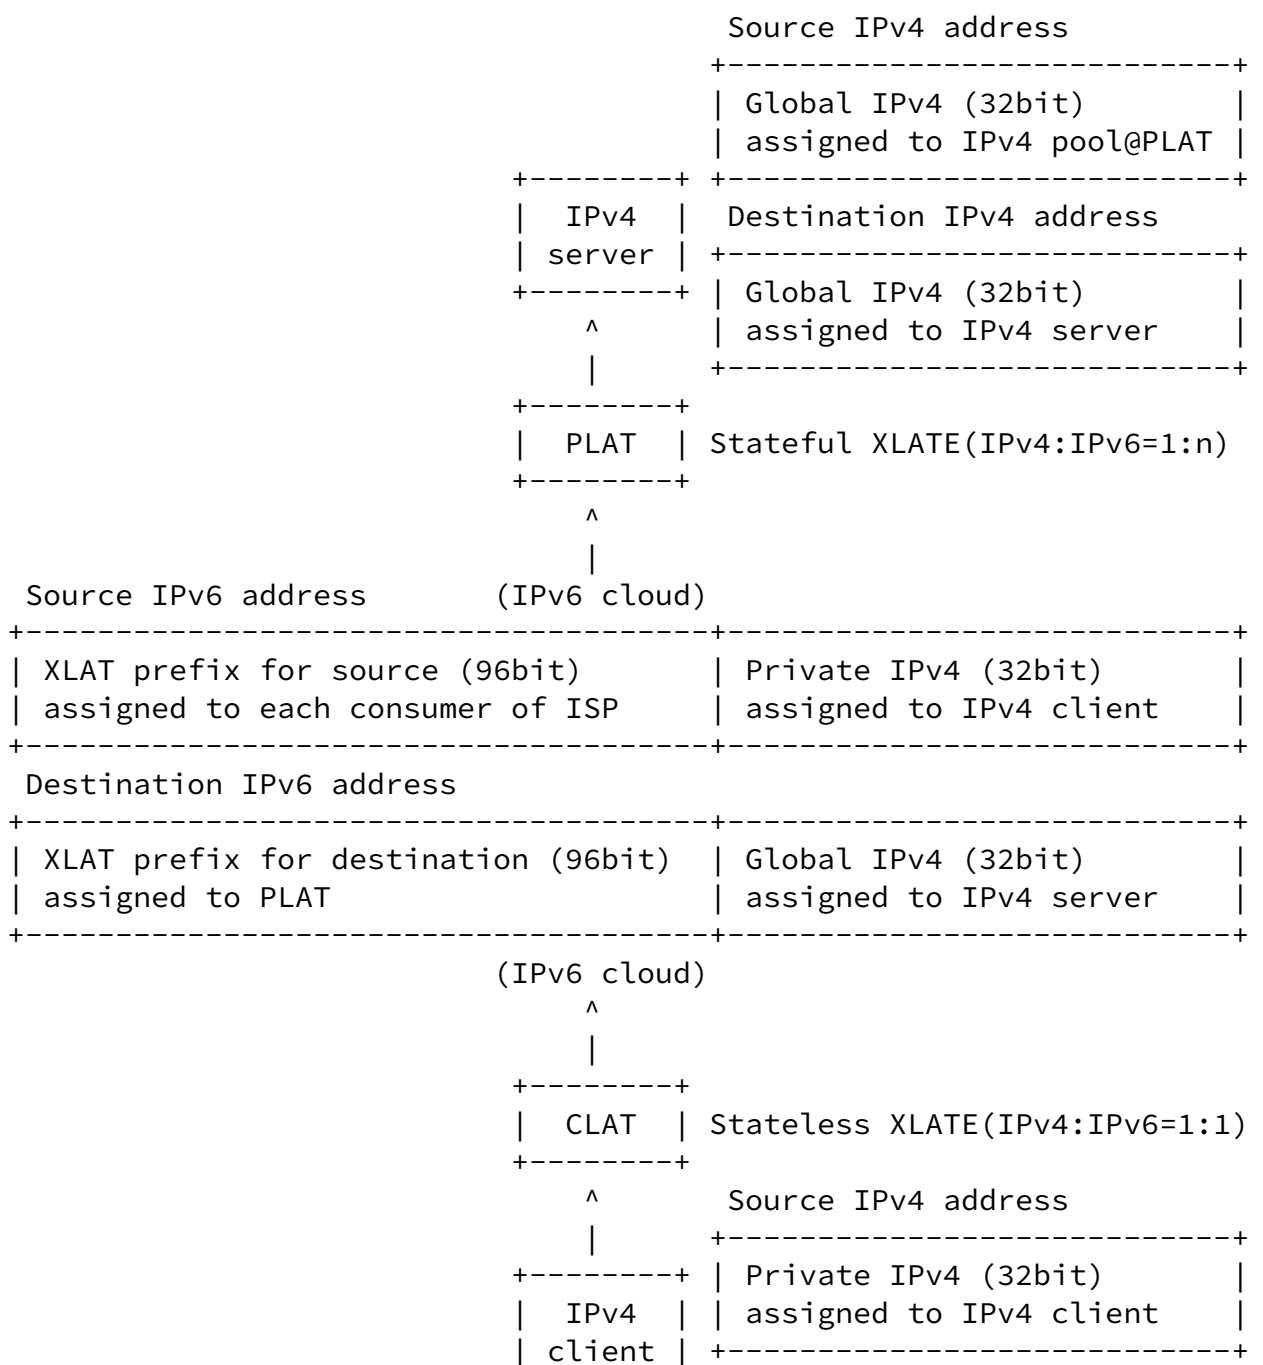 Source IPv4 address
                                       +----------------------------+
                                       | Global IPv4 (32bit)        |
                                       | assigned to IPv4 pool@PLAT |
                            +--------+ +----------------------------+
                            |  IPv4  |  Destination IPv4 address
                            | server | +----------------------------+
                            +--------+ | Global IPv4 (32bit)        |
                                ^      | assigned to IPv4 server    |
                                |      +----------------------------+
                            +--------+
                            |  PLAT  | Stateful XLATE(IPv4:IPv6=1:n)
                            +--------+
                                ^
                                |
 Source IPv6 address       (IPv6 cloud)
+--------------------------------------+----------------------------+
| XLAT prefix for source (96bit)       | Private IPv4 (32bit)       |
| assigned to each consumer of ISP     | assigned to IPv4 client    |
+--------------------------------------+----------------------------+
 Destination IPv6 address
+--------------------------------------+----------------------------+
| XLAT prefix for destination (96bit)  | Global IPv4 (32bit)        |
| assigned to PLAT                     | assigned to IPv4 server    |
+--------------------------------------+----------------------------+
                           (IPv6 cloud)
                                ^
                                |
                            +--------+
                            |  CLAT  | Stateless XLATE(IPv4:IPv6=1:1)
                            +--------+
                                ^       Source IPv4 address
                                |      +----------------------------+
                            +--------+ | Private IPv4 (32bit)       |
                            |  IPv4  | | assigned to IPv4 client    |
                            | client | +----------------------------+